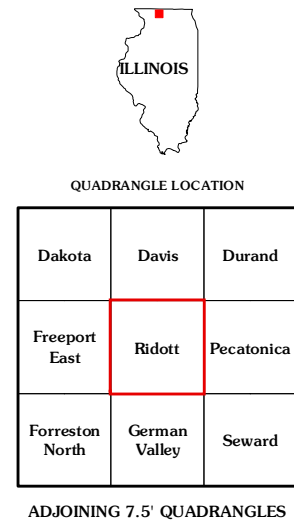 ILLINOIS
QUADRANGLE LOCATION
Dakota
Davis
Durand
Freeport
East
Ridott
Pecatonica
Forreston
North
German
Valley
Seward
ADJOINING 7.5' QUADRANGLES